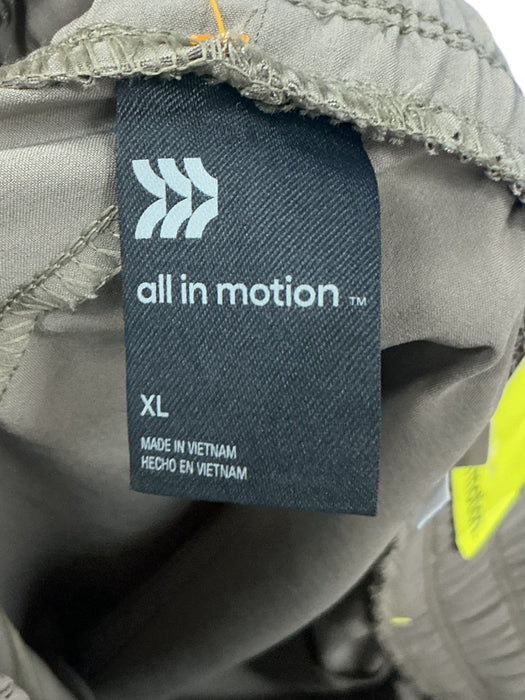 all in motion ™
XL
MADE IN VIETNAM
HECHO EN VIETNAM